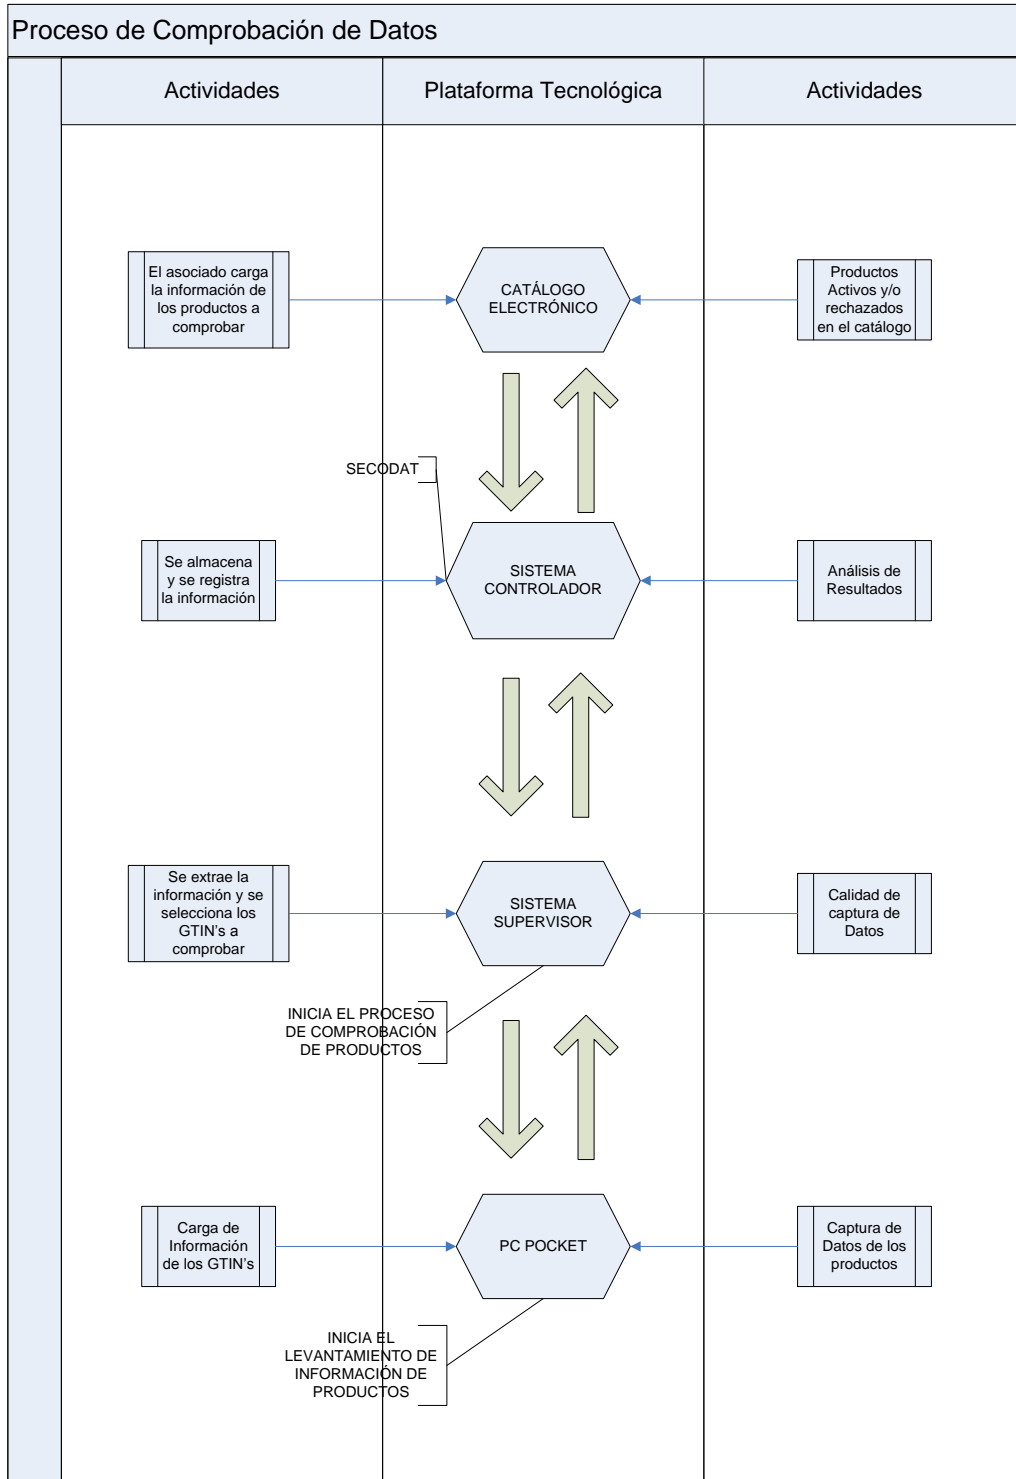 Proceso de Comprobación de Datos
Actividades
Plataforma Tecnológica
Actividades
El asociado carga
la información de
los productos a
comprobar
CATÁLOGO
ELECTRÓNICO
Productos
Activos y/o
rechazados
en el catálogo
SECODAT
Se almacena
y se registra
la información
SISTEMA
CONTROLADOR
Análisis de
Resultados
Se extrae la
información y se
selecciona los
GTIN's a
comprobar
SISTEMA
SUPERVISOR
Calidad de
captura de
Datos
INICIA EL PROCESO
DE COMPROBACIÓN
DE PRODUCTOS
Carga de
Información
de los GTIN's
PC POCKET
Captura de
Datos de los
productos
INICIA EL
LEVANTAMIENTO DE
INFORMACIÓN DE
PRODUCTOS